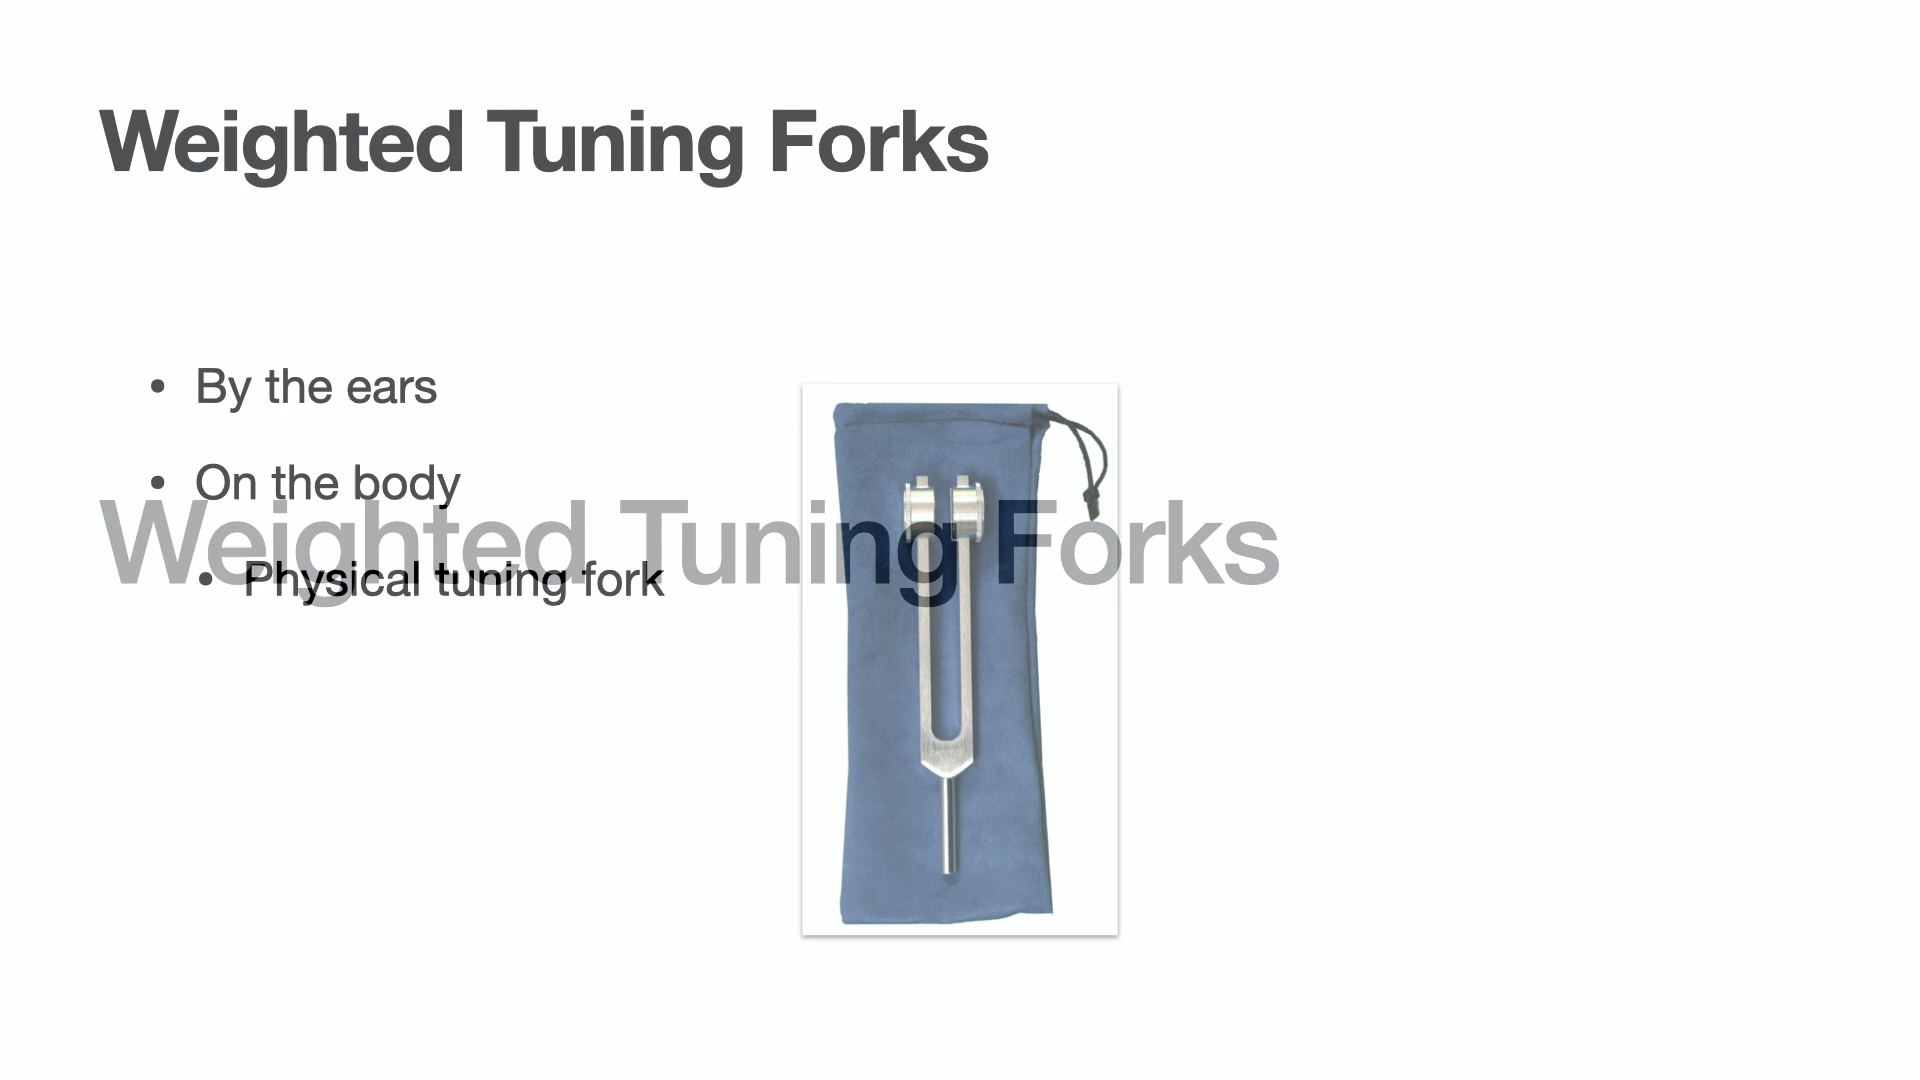 Weighted Tuning Forks
By the ears
On the body
Weighted Tuning Forks
Physical tuning fork